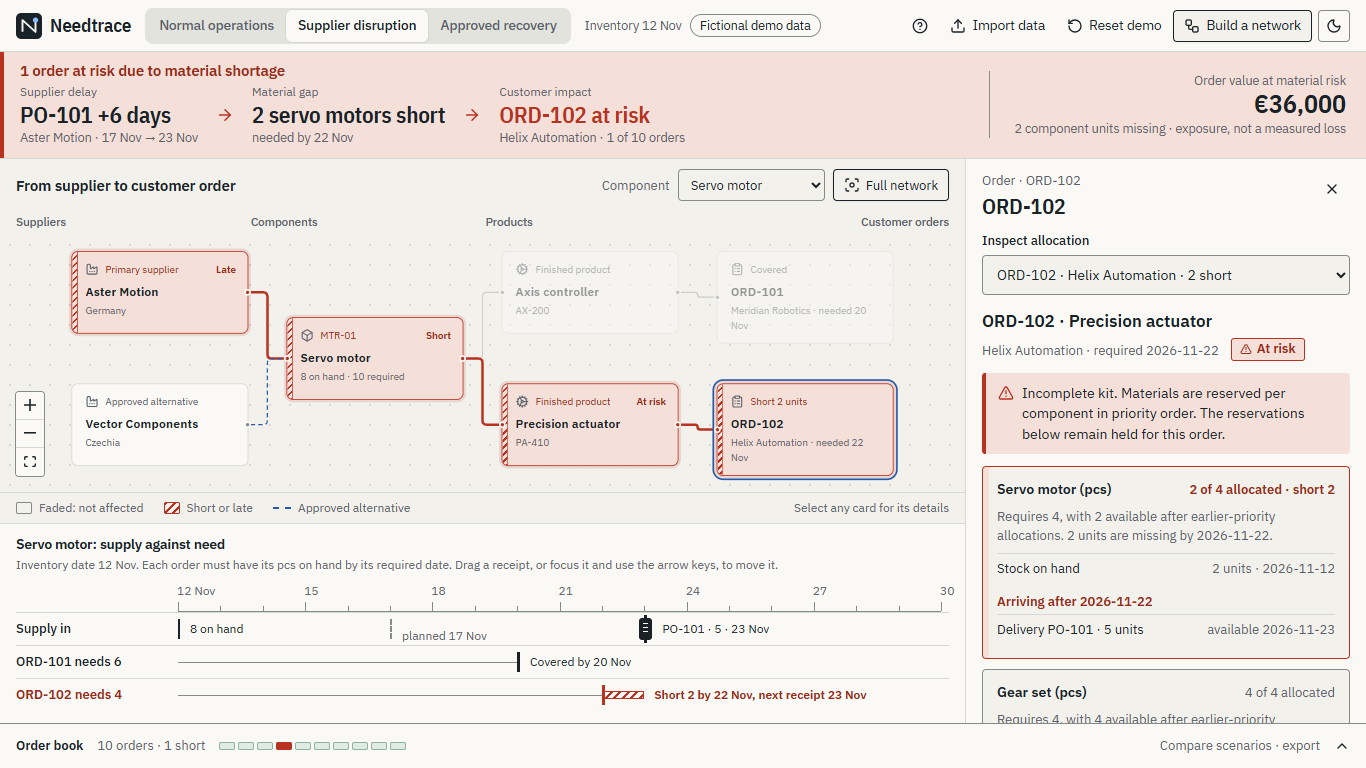 Needtrace
Normal operations
Supplier disruption
Approved recovery
Inventory 12 Nov
Fictional demo data
Import data
Reset demo
Build a network
1 order at risk due to material shortage
Supplier delay
PO-101 +6 days
Aster Motion · 17 Nov → 23 Nov
Material gap
2 servo motors short
needed by 22 Nov
Customer impact
ORD-102 at risk
Helix Automation · 1 of 10 orders
Order value at material risk
€36,000
2 component units missing · exposure, not a measured loss
From supplier to customer order
Component
Servo motor
Full network
Suppliers
Components
Products
Customer orders
Primary supplier
Late
Aster Motion
Germany
Approved alternative
Vector Components
Czechia
MTR-01
Short
Servo motor
8 on hand · 10 required
Finished product
Axis controller
AX-200
Finished product
At risk
Precision actuator
PA-410
Covered
ORD-101
Meridian Robotics · needed 20
Nov
Short 2 units
ORD-102
Helix Automation · needed 22
Nov
Faded: not affected
Short or late
Approved alternative
Select any card for its details
Servo motor: supply against need
Inventory date 12 Nov. Each order must have its pcs on hand by its required date. Drag a receipt, or focus it and use the arrow keys, to move it.
12 Nov
15
18
21
24
27
30
Supply in
8 on hand
planned 17 Nov
PO-101 · 5 · 23 Nov
ORD-101 needs 6
Covered by 20 Nov
ORD-102 needs 4
Short 2 by 22 Nov, next receipt 23 Nov
Order · ORD-102
ORD-102
Inspect allocation
ORD-102 · Helix Automation · 2 short
ORD-102 · Precision actuator
Helix Automation · required 2026-11-22
At risk
Incomplete kit. Materials are reserved per
component in priority order. The reservations
below remain held for this order.
Servo motor (pcs)
2 of 4 allocated · short 2
Requires 4, with 2 available after earlier-priority
allocations. 2 units are missing by 2026-11-22.
Stock on hand
2 units · 2026-11-12
Arriving after 2026-11-22
Delivery PO-101 · 5 units
available 2026-11-23
Gear set (pcs)
4 of 4 allocated
Requires 4, with 4 available after earlier-priority
Order book
10 orders · 1 short
Compare scenarios · export